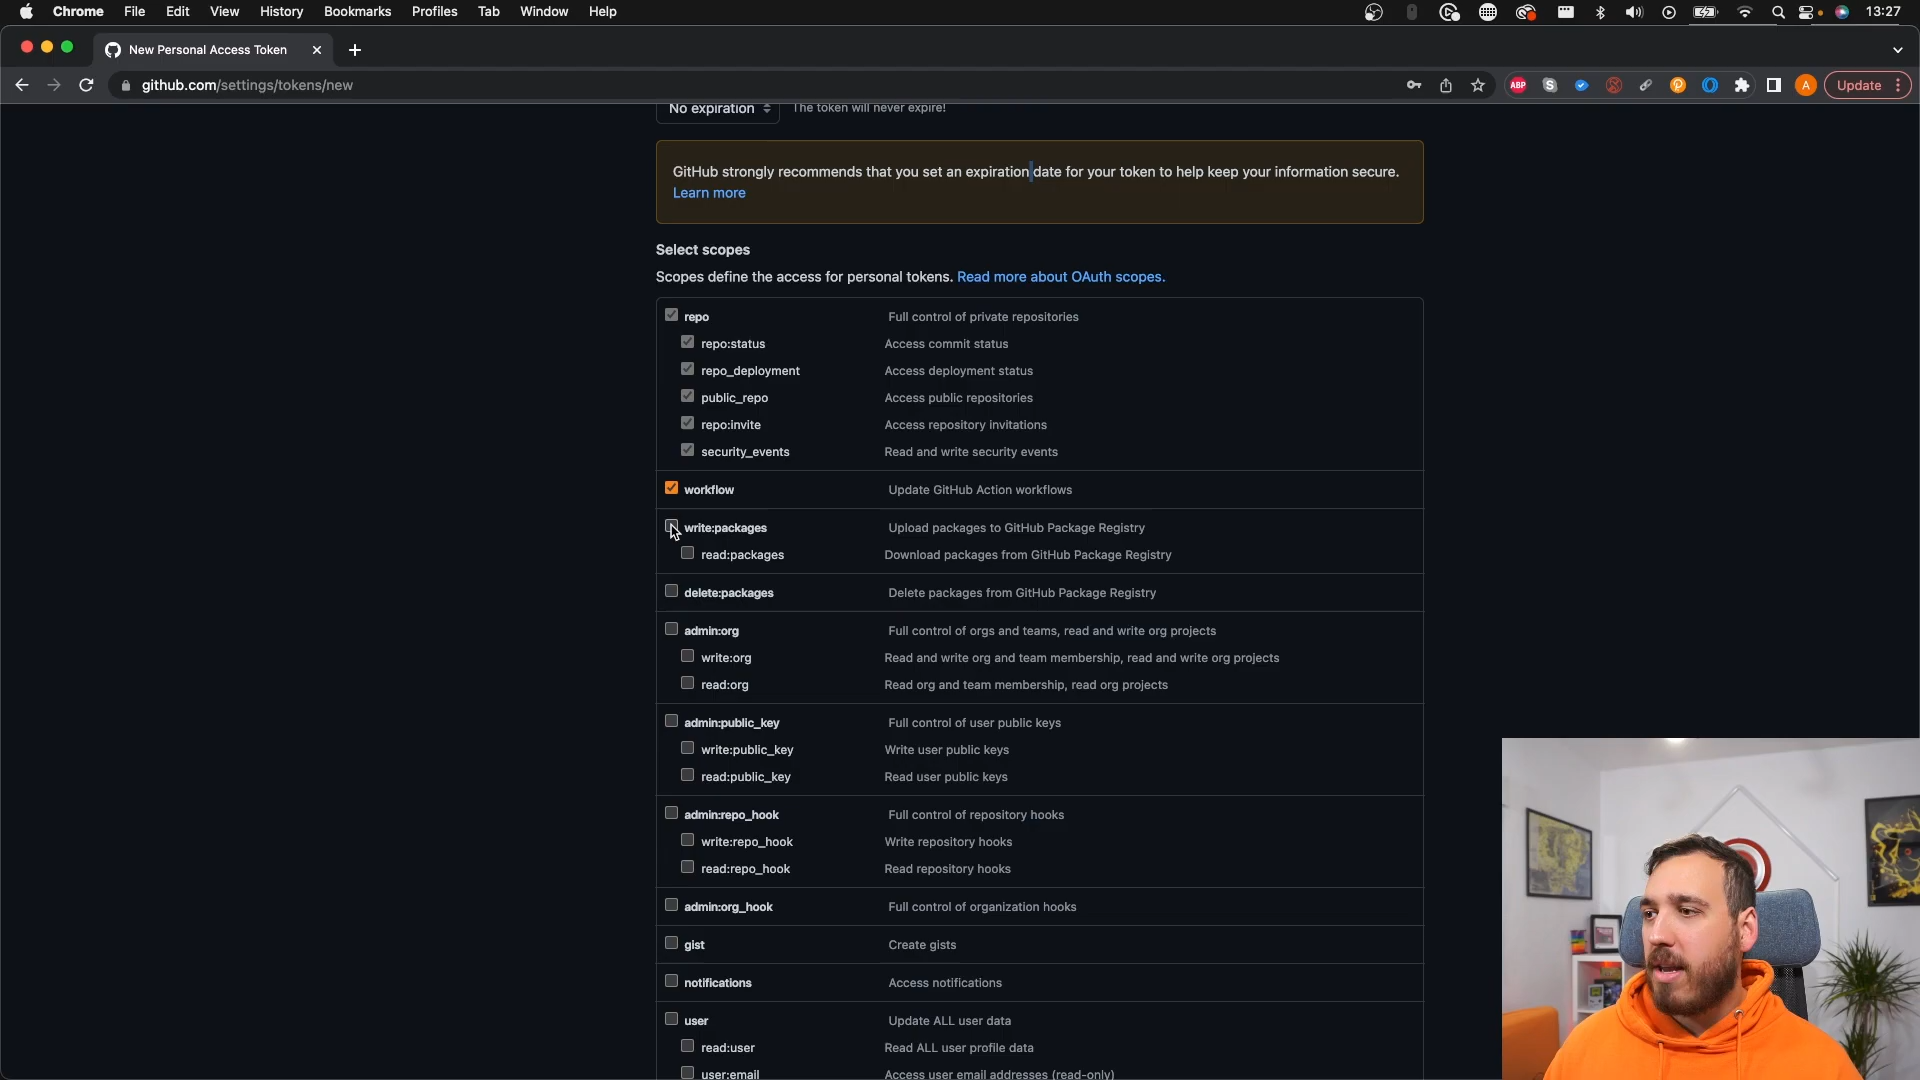 Chrome File Edit View History Bookmarks Profiles Tab Window Help 13:27
New Personal Access Token
github.com/settings/tokens/new ABP A Update
No expiration The token will never expire!
GitHub strongly recommends that you set an expiration date for your token to help keep your information secure.
Learn more
Select scopes
Scopes define the access for personal tokens. Read more about OAuth scopes.
repo Full control of private repositories
repo:status Access commit status
repo_deployment Access deployment status
public_repo Access public repositories
repo:invite Access repository invitations
security_events Read and write security events
workflow Update GitHub Action workflows
write:packages Upload packages to GitHub Package Registry
read:packages Download packages from GitHub Package Registry
delete:packages Delete packages from GitHub Package Registry
admin:org Full control of orgs and teams, read and write org projects
write:org Read and write org and team membership, read and write org projects
read:org Read org and team membership, read org projects
admin:public_key Full control of user public keys
write:public_key Write user public keys
read:public_key Read user public keys
admin:repo_hook Full control of repository hooks
write:repo_hook Write repository hooks
read:repo_hook Read repository hooks
admin:org_hook Full control of organization hooks
gist Create gists
notifications Access notifications
user Update ALL user data
read:user Read ALL user profile data
user:email Access user email addresses (read-only)